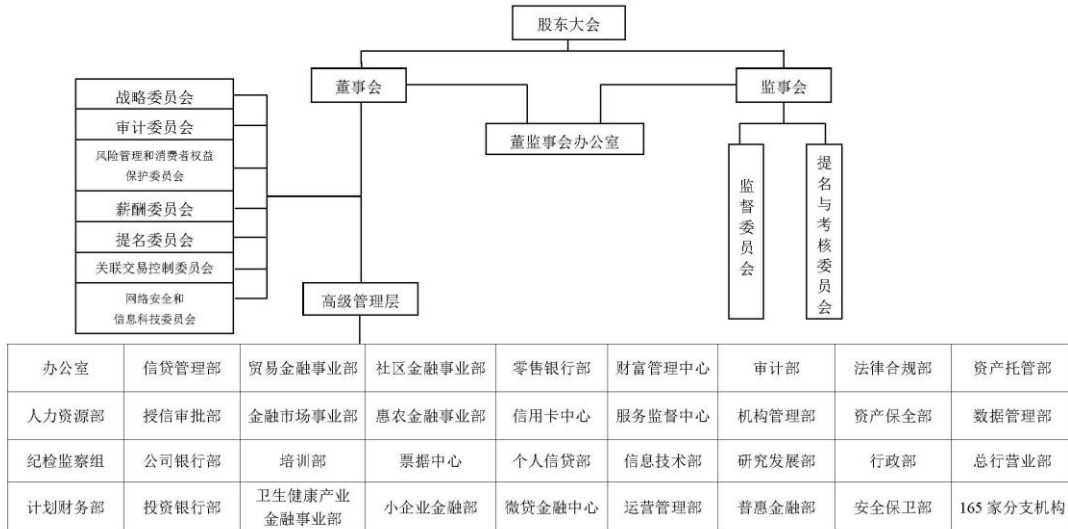 股东大会
董事会
监事会
董监事会办公室
战略委员会
审计委员会
风险管理和消费者权益
保护委员会
薪酬委员会
提名委员会
关联交易控制委员会
网络安全和
信息科技委员会
监督委员会
提名与考核委员会
高级管理层
办公室 信贷管理部 贸易金融事业部 社区金融事业部 零售银行部 财富管理中心 审计部 法律合规部 资产托管部
人力资源部 授信审批部 金融市场事业部 惠农金融事业部 信用卡中心 服务监督中心 机构管理部 资产保全部 数据管理部
纪检监察组 公司银行部 培训部 票据中心 个人信贷部 信息技术部 研究发展部 行政部 总行营业部
计划财务部 投资银行部 卫生健康产业
金融事业部 小企业金融部 微贷金融中心 运营管理部 普惠金融部 安全保卫部 165 家分支机构